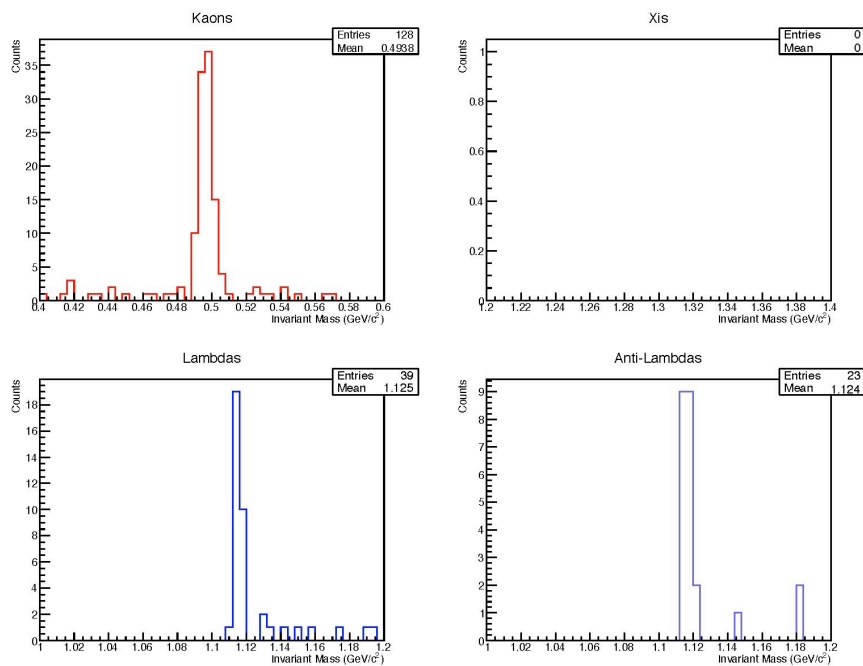 Kaons
Entries 128
Mean 0.4938
Counts
35
30
25
20
15
10
5
0
0.4 0.42 0.44 0.46 0.48 0.5 0.52 0.54 0.56 0.58 0.6
Invariant Mass (GeV/c²)
Xis
Entries 0
Mean 0
Counts
1
0.8
0.6
0.4
0.2
0
1.2 1.22 1.24 1.26 1.28 1.3 1.32 1.34 1.36 1.38 1.4
Invariant Mass (GeV/c²)
Lambdas
Entries 39
Mean 1.125
Counts
18
16
14
12
10
8
6
4
2
0
1 1.02 1.04 1.06 1.08 1.1 1.12 1.14 1.16 1.18 1.2
Invariant Mass (GeV/c²)
Anti-Lambdas
Entries 23
Mean 1.124
Counts
9
8
7
6
5
4
3
2
1
0
1 1.02 1.04 1.06 1.08 1.1 1.12 1.14 1.16 1.18 1.2
Invariant Mass (GeV/c²)